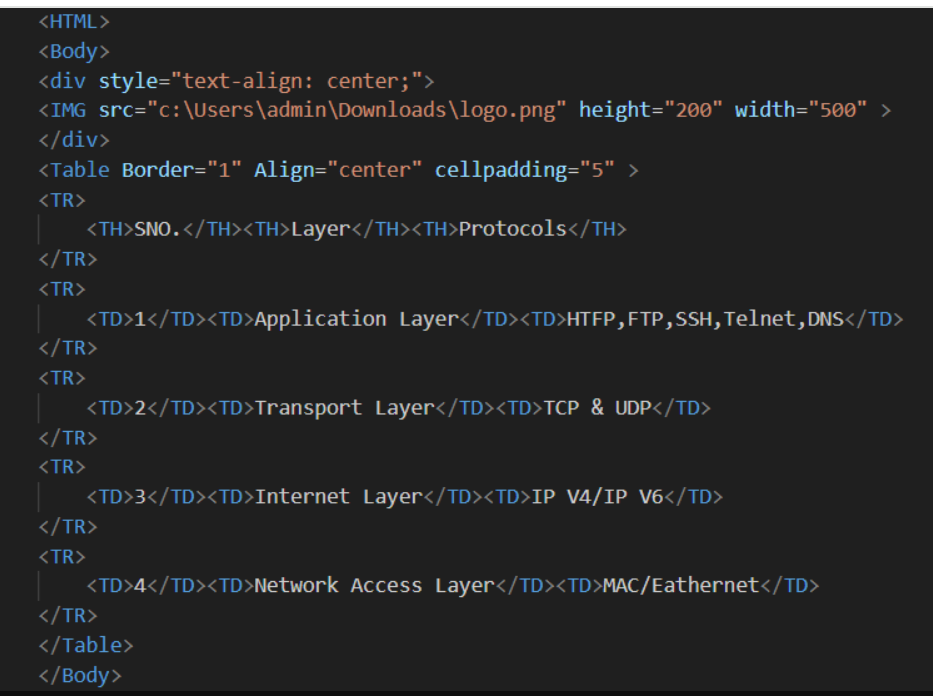 <HTML>
<Body>
<div style="text-align: center;">
<IMG src="c:\Users\admin\Downloads\logo.png" height="200" width="500" >
</div>
<Table Border="1" Align="center" cellpadding="5" >
<TR>
<TH>SNO.</TH><TH>Layer</TH><TH>Protocols</TH>
</TR>
<TR>
<TD>1</TD><TD>Application Layer</TD><TD>HTFP,FTP,SSH,Telnet,DNS</TD>
</TR>
<TR>
<TD>2</TD><TD>Transport Layer</TD><TD>TCP & UDP</TD>
</TR>
<TR>
<TD>3</TD><TD>Internet Layer</TD><TD>IP V4/IP V6</TD>
</TR>
<TR>
<TD>4</TD><TD>Network Access Layer</TD><TD>MAC/Eathernet</TD>
</TR>
</Table>
</Body>